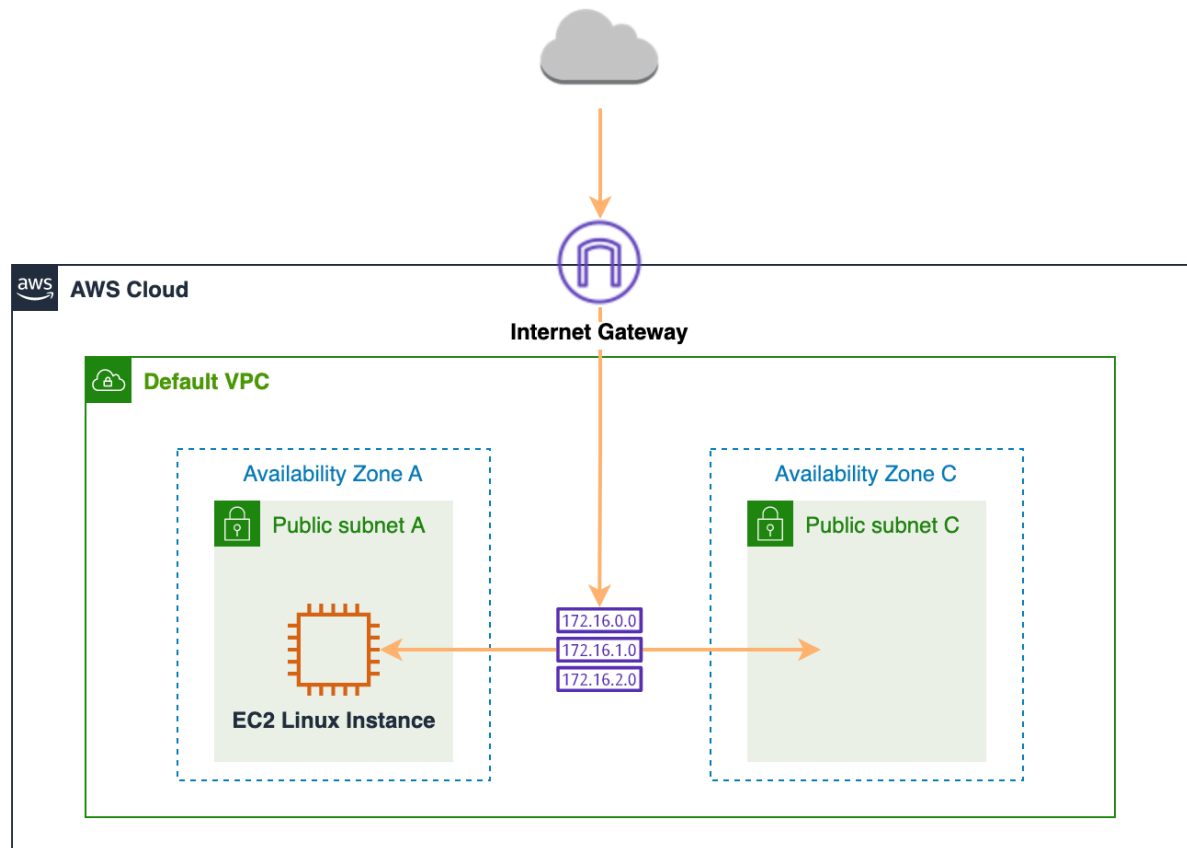 aws
AWS Cloud
Internet Gateway
Default VPC
Availability Zone A
Availability Zone C
Public subnet A
Public subnet C
172.16.0.0
172.16.1.0
172.16.2.0
EC2 Linux Instance